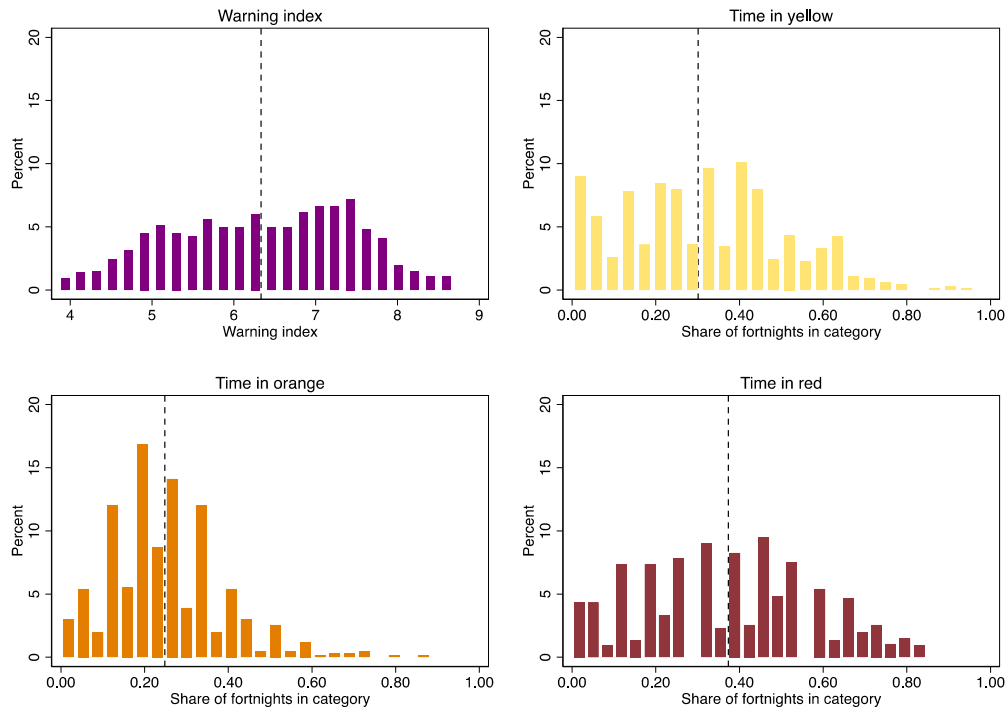 Warning index
Percent
20
15
10
5
0
4 5 6 7 8 9
Warning index
Time in yellow
Percent
20
15
10
5
0
0.00 0.20 0.40 0.60 0.80 1.00
Share of fortnights in category
Time in orange
Percent
20
15
10
5
0
0.00 0.20 0.40 0.60 0.80 1.00
Share of fortnights in category
Time in red
Percent
20
15
10
5
0
0.00 0.20 0.40 0.60 0.80 1.00
Share of fortnights in category